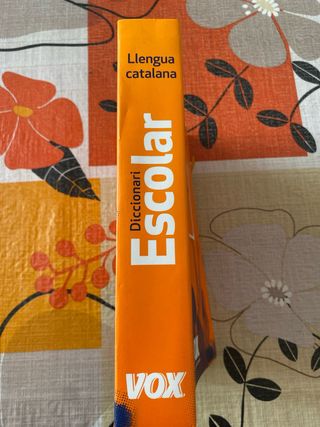 Llengua
catalana
Diccionari
Escolar
VOX